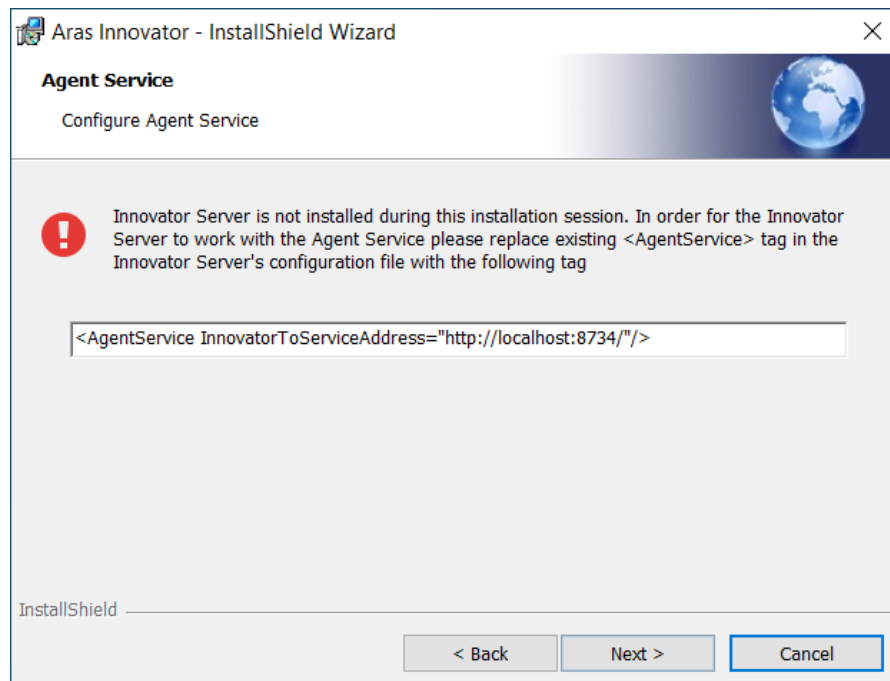 Aras Innovator - InstallShield Wizard
Agent Service
Configure Agent Service
Innovator Server is not installed during this installation session. In order for the Innovator
Server to work with the Agent Service please replace existing <AgentService> tag in the
Innovator Server's configuration file with the following tag
<AgentService InnovatorToServiceAddress="http://localhost:8734/"/>
InstallShield
< Back
Next >
Cancel